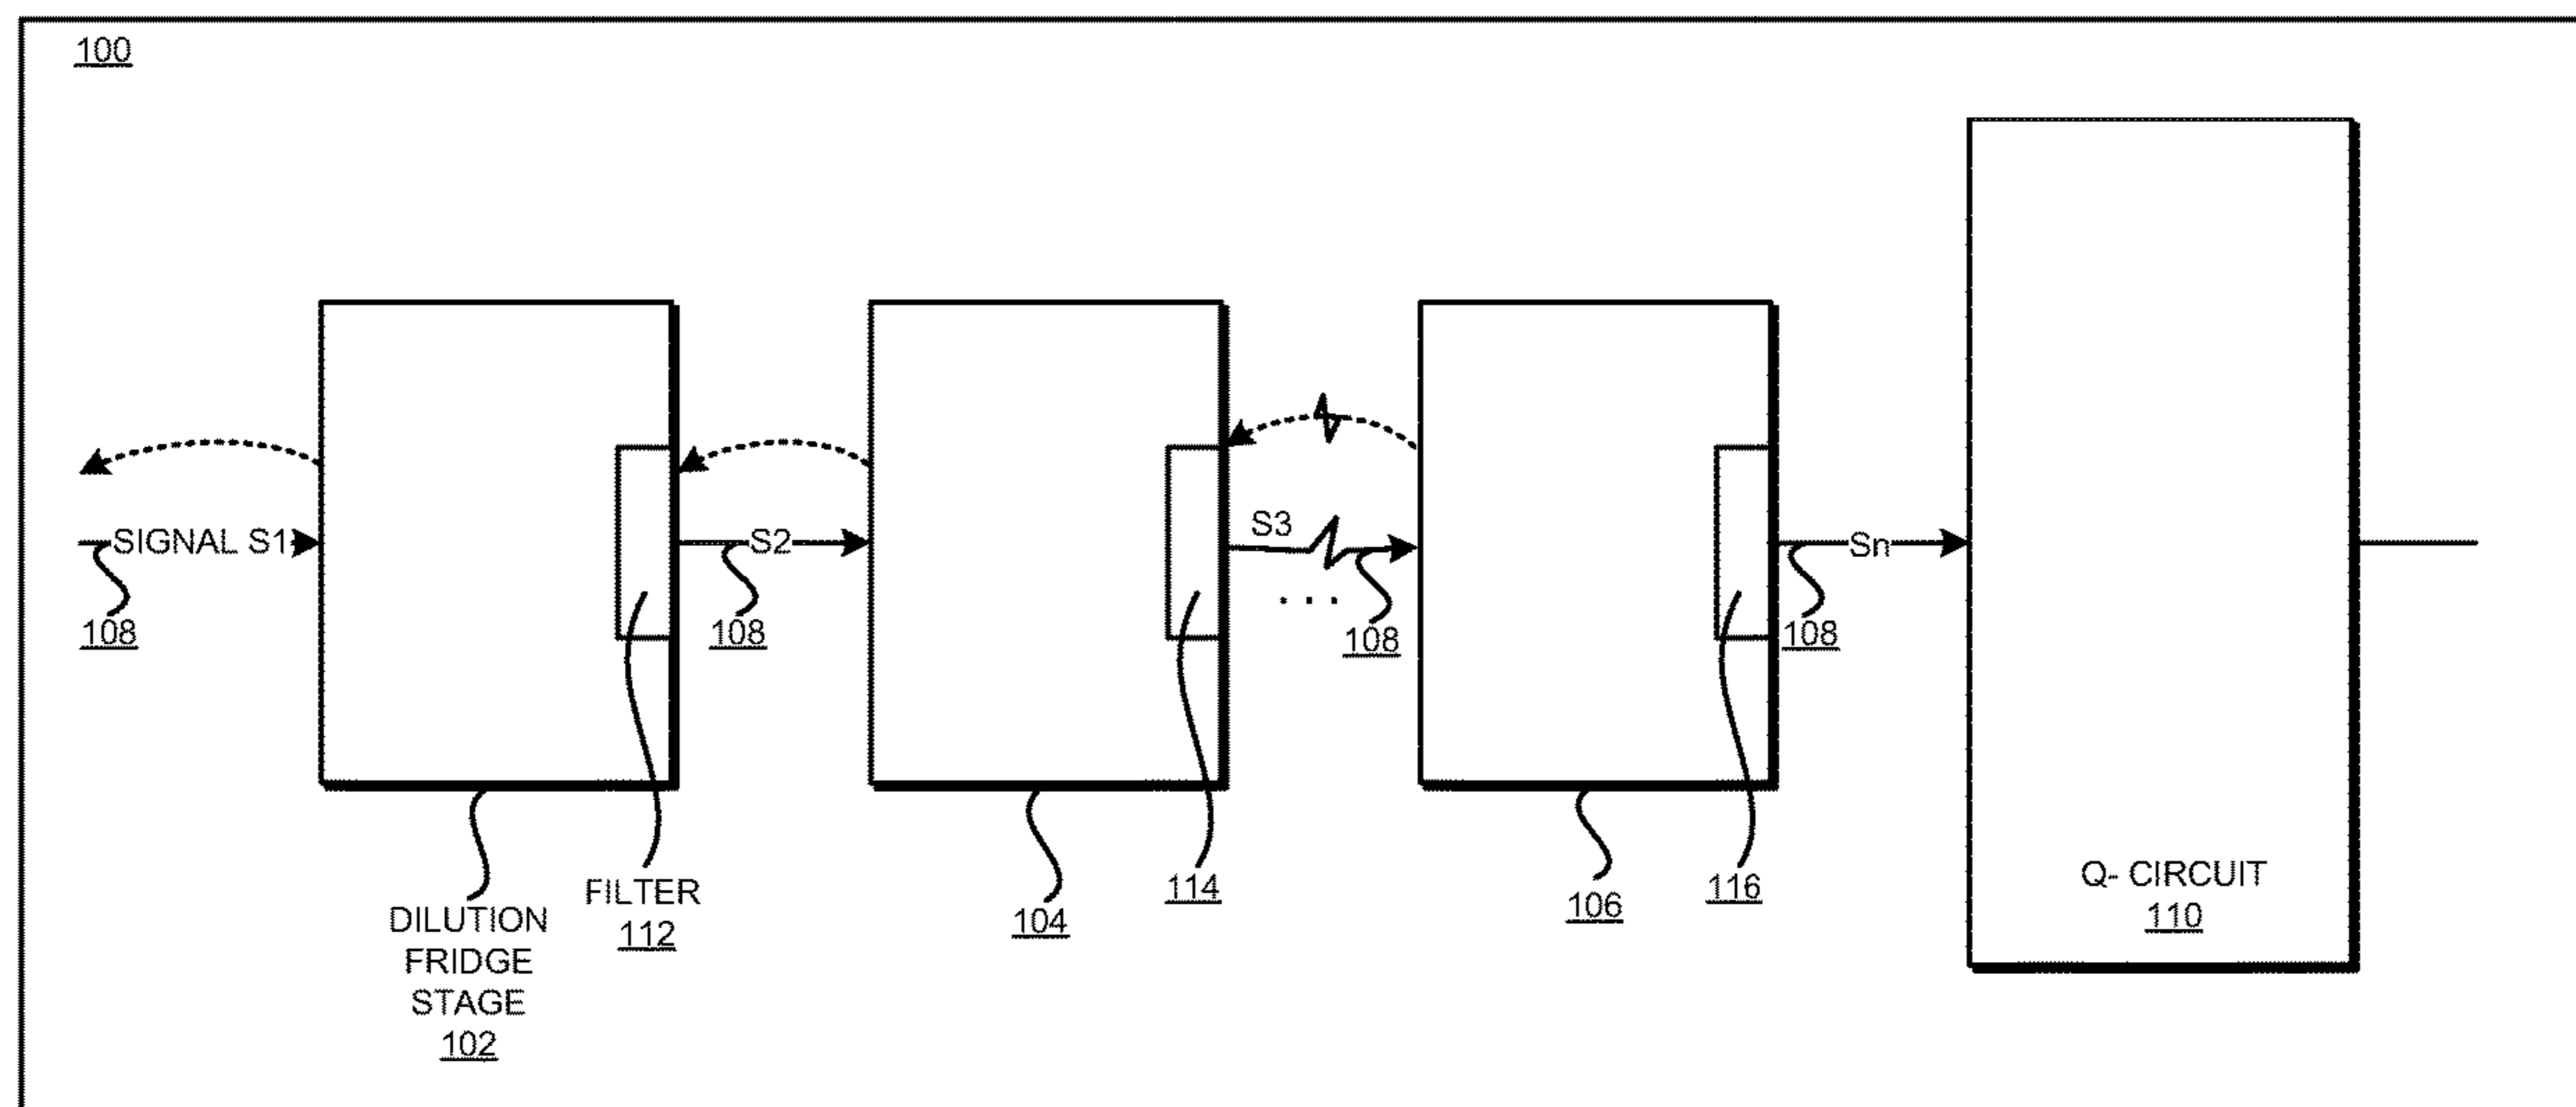 100
SIGNAL S1
S2
S3
Sn
. . .
108
108
108
108
FILTER
112
114
116
DILUTION
FRIDGE
STAGE
102
104
106
Q- CIRCUIT
110